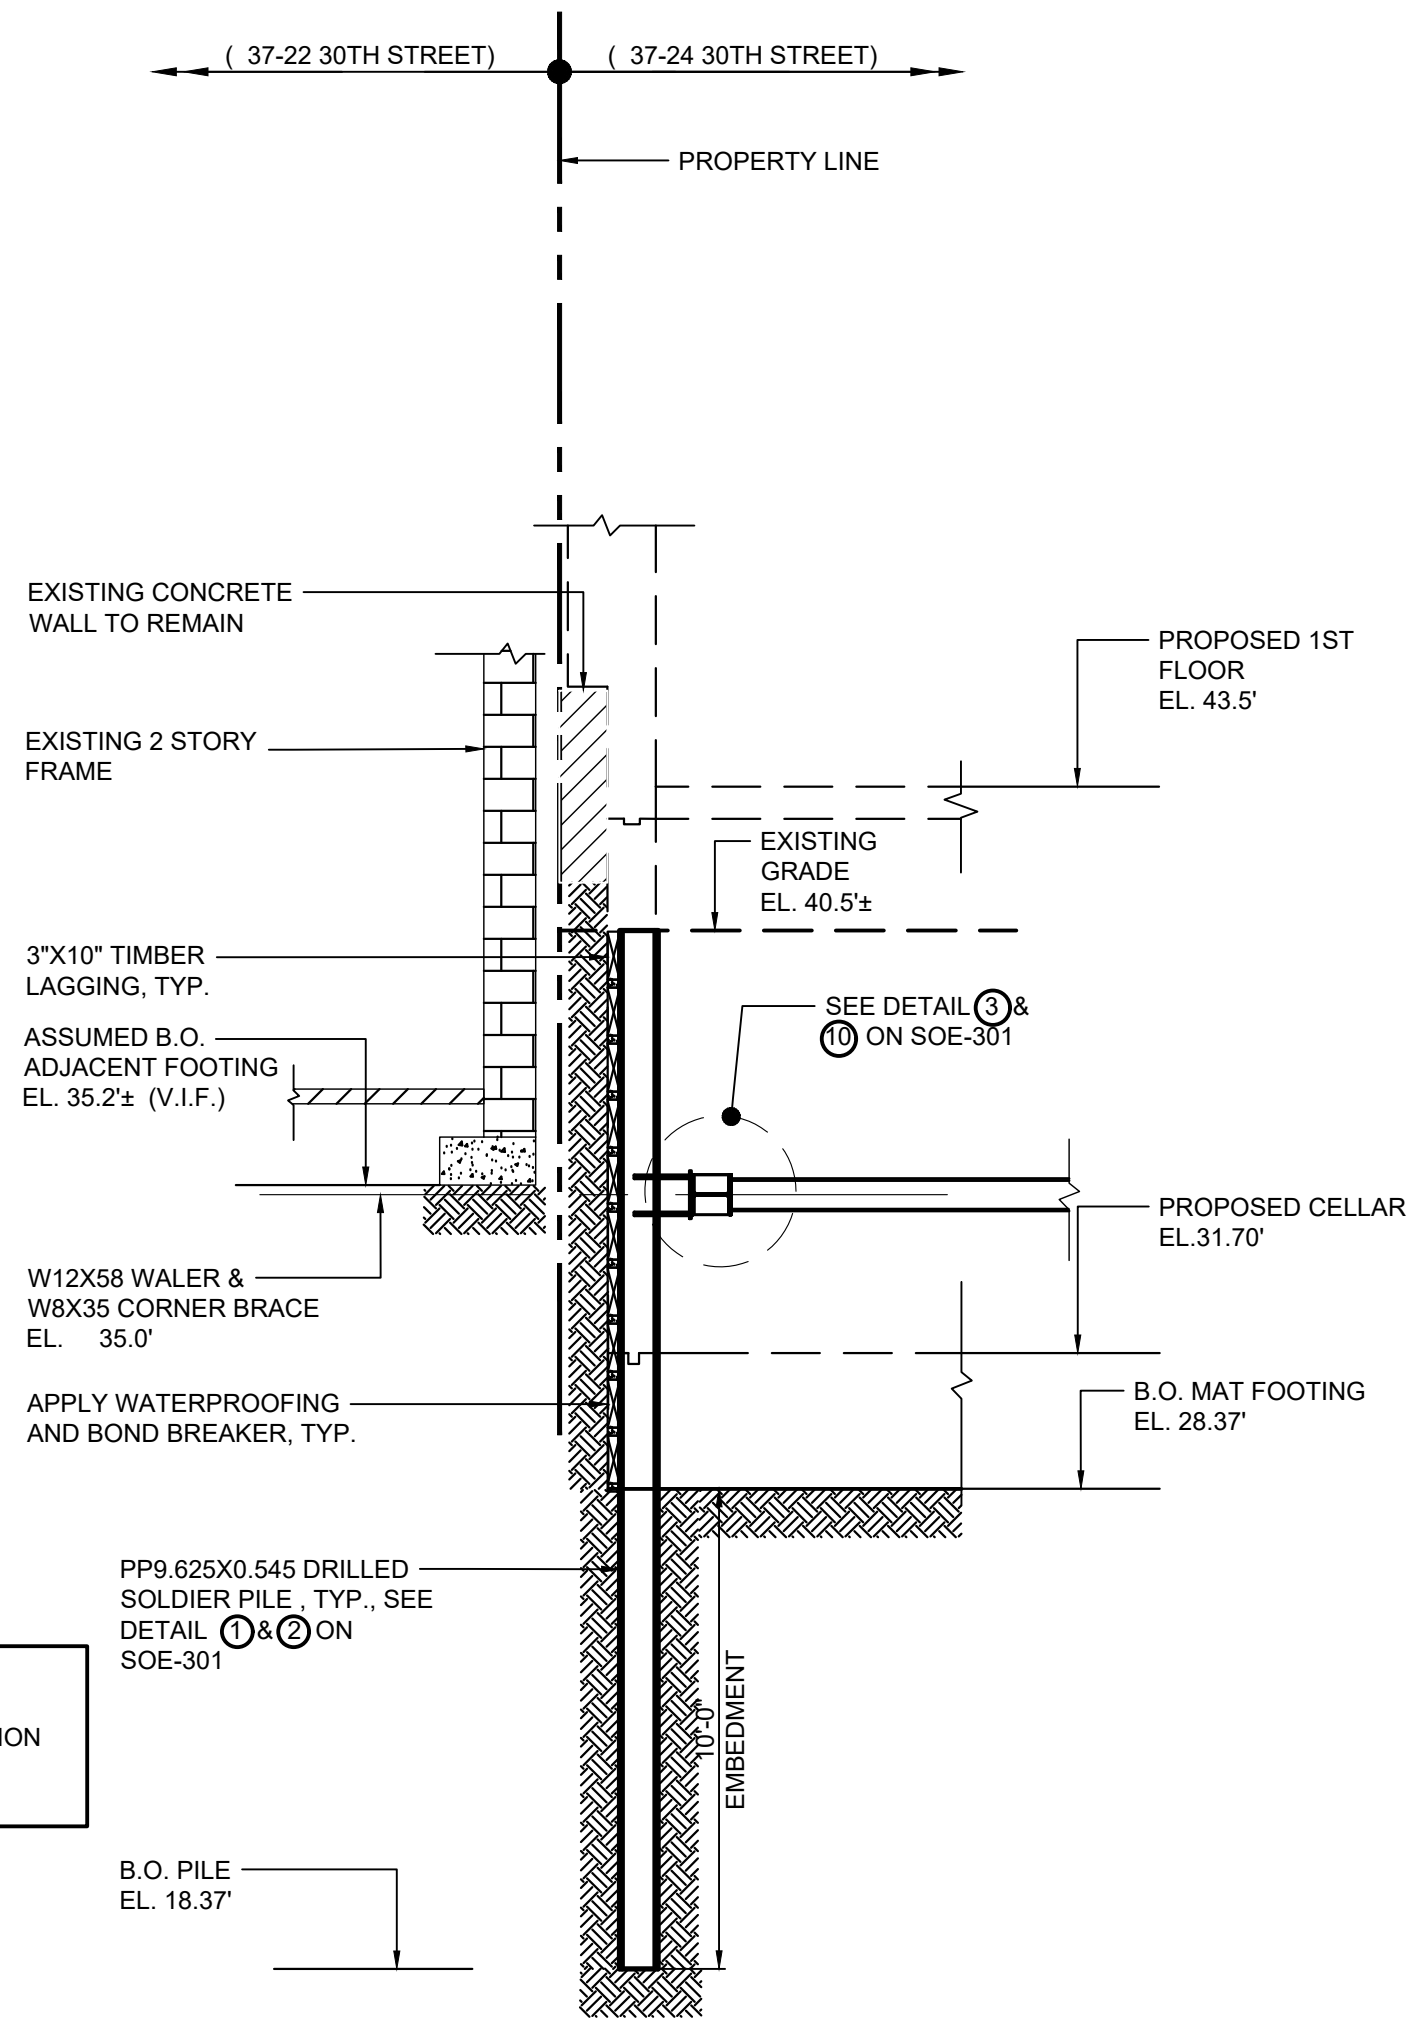 ( 37-22 30TH STREET)
( 37-24 30TH STREET)
PROPERTY LINE
EXISTING CONCRETE
WALL TO REMAIN
PROPOSED 1ST
FLOOR
EL. 43.5'
EXISTING 2 STORY
FRAME
EXISTING
GRADE
EL. 40.5'±
3"X10" TIMBER
LAGGING, TYP.
SEE DETAIL 3 &
10 ON SOE-301
ASSUMED B.O.
ADJACENT FOOTING
EL. 35.2'± (V.I.F.)
PROPOSED CELLAR
EL.31.70'
W12X58 WALER &
W8X35 CORNER BRACE
EL. 35.0'
B.O. MAT FOOTING
EL. 28.37'
APPLY WATERPROOFING
AND BOND BREAKER, TYP.
PP9.625X0.545 DRILLED
SOLDIER PILE , TYP., SEE
DETAIL 1 & 2 ON
SOE-301
10'-0"
EMBEDMENT
ION
B.O. PILE
EL. 18.37'